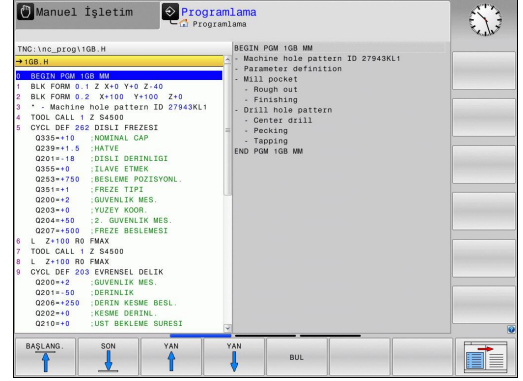 Manuel İşletim
Programlama
Programlama
TNC:\nc_prog\1GB.H
→1GB.H
0 BEGIN PGM 1GB MM
1 BLK FORM 0.1 Z X+0 Y+0 Z-40
2 BLK FORM 0.2 X+100 Y+100 Z+0
3 * - Machine hole pattern ID 27943KL1
4 TOOL CALL 1 Z S4500
5 CYCL DEF 262 DISLI FREZESI
Q335=+10 ;NOMINAL CAP
Q239=+1.5 ;HATVE
Q201=-18 ;DISLI DERINLIGI
Q355=+0 ;ILAVE ETMEK
Q253=+750 ;BESLEME POZISYONL.
Q351=+1 ;FREZE TIPI
Q200=+2 ;GUVENLIK MES.
Q203=+0 ;YUZEY KOOR.
Q204=+50 ;2. GUVENLIK MES.
Q207=+500 ;FREZE BESLEMESI
6 L Z+100 R0 FMAX
7 TOOL CALL 1 Z S4500
8 L Z+100 R0 FMAX
9 CYCL DEF 203 EVRENSEL DELIK
Q200=+2 ;GUVENLIK MES.
Q201=-50 ;DERINLIK
Q206=+250 ;DERIN KESME BESL.
Q202=+0 ;KESME DERINL.
Q210=+0 ;UST BEKLEME SURESI
BEGIN PGM 1GB MM
- Machine hole pattern ID 27943KL1
- Parameter definition
- Mill pocket
- Rough out
- Finishing
- Drill hole pattern
- Center drill
- Pecking
- Tapping
END PGM 1GB MM
BAŞLANG.
SON
YAN
YAN
BUL